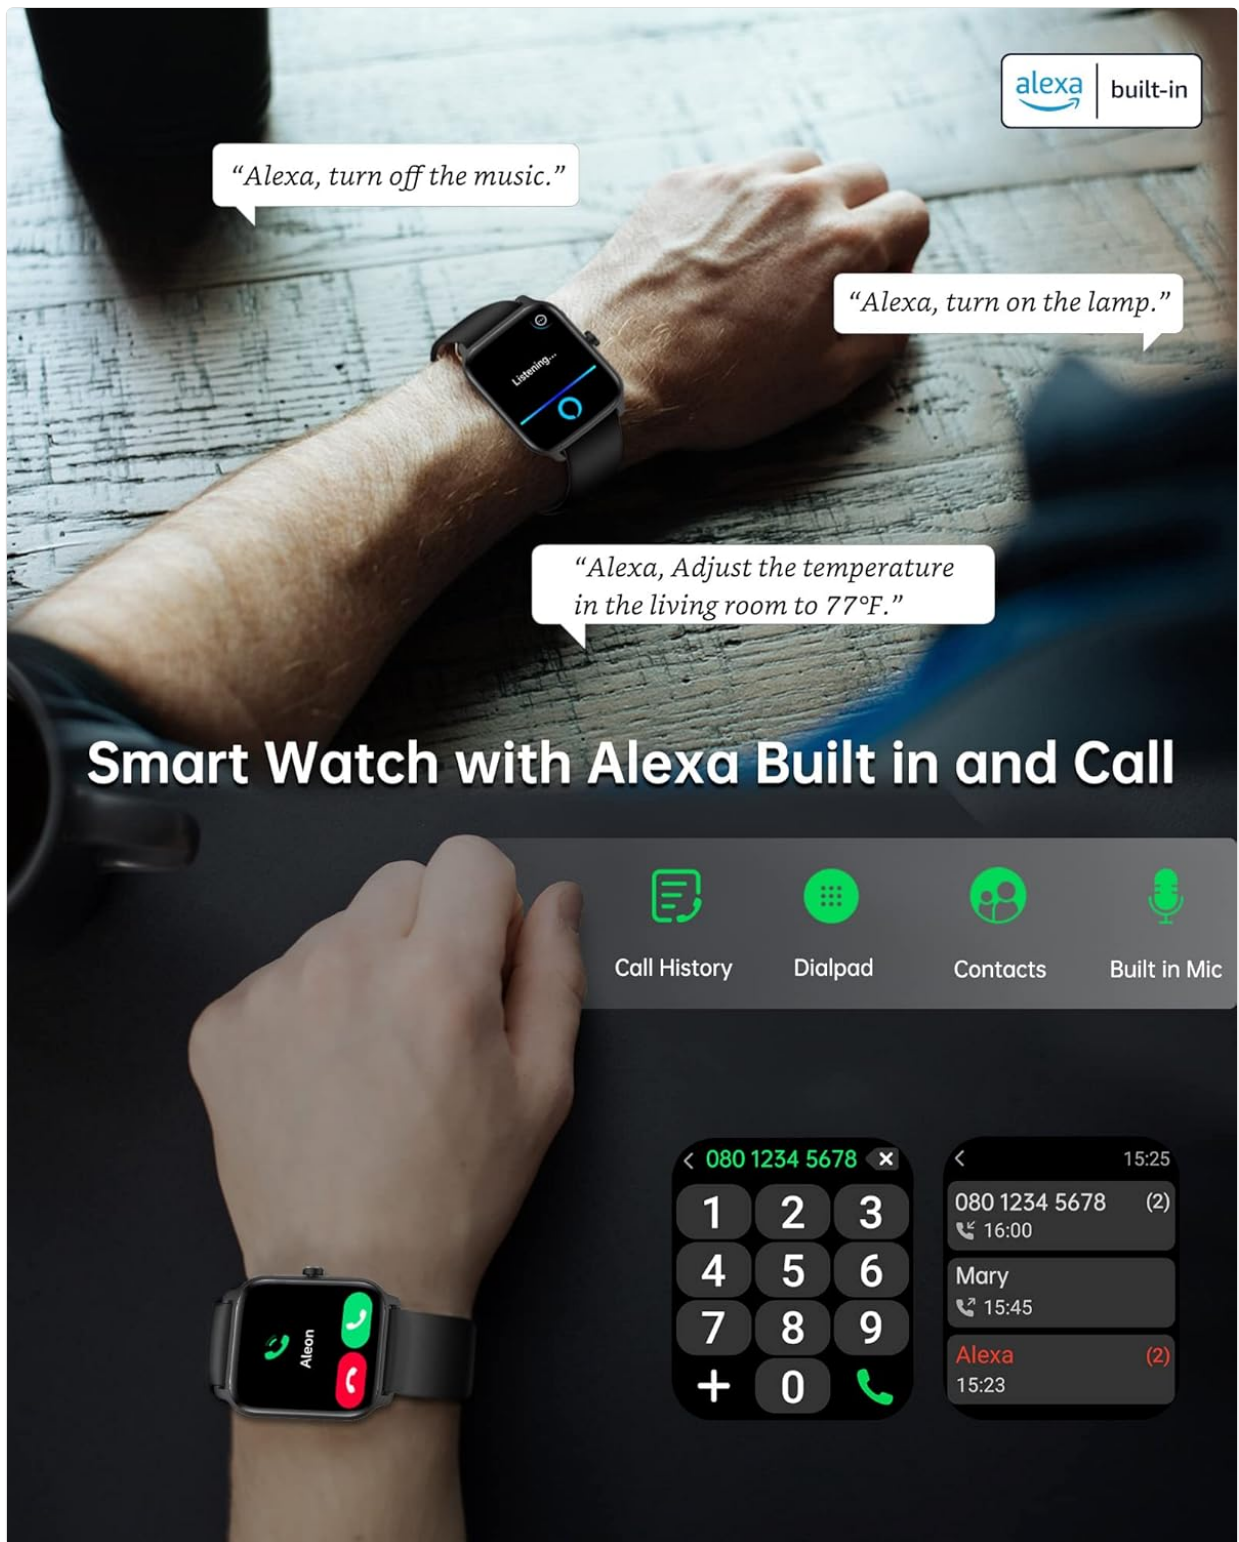 alexa | built-in
“Alexa, turn off the music.”
“Alexa, turn on the lamp.”
Listening...
“Alexa, Adjust the temperature
in the living room to 77°F.”
Smart Watch with Alexa Built in and Call
Call History
Dialpad
Contacts
Built in Mic
Aleon
080 1234 5678
1 2 3
4 5 6
7 8 9
+ 0
15:25
080 1234 5678 (2)
16:00
Mary
15:45
Alexa (2)
15:23